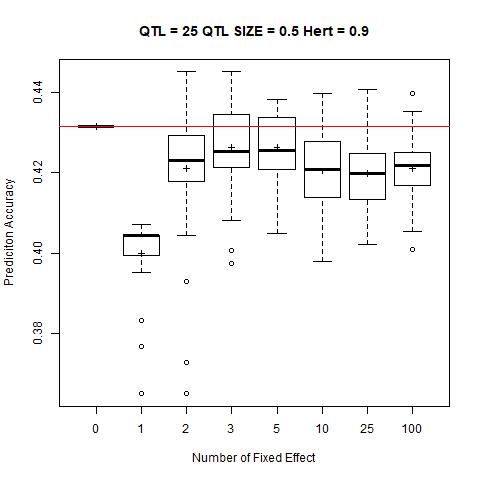 QTL = 25 QTL SIZE = 0.5 Hert = 0.9
0.44
0.42
0.40
0.38
Prediciton Accuracy
0 1 2 3 5 10 25 100
Number of Fixed Effect